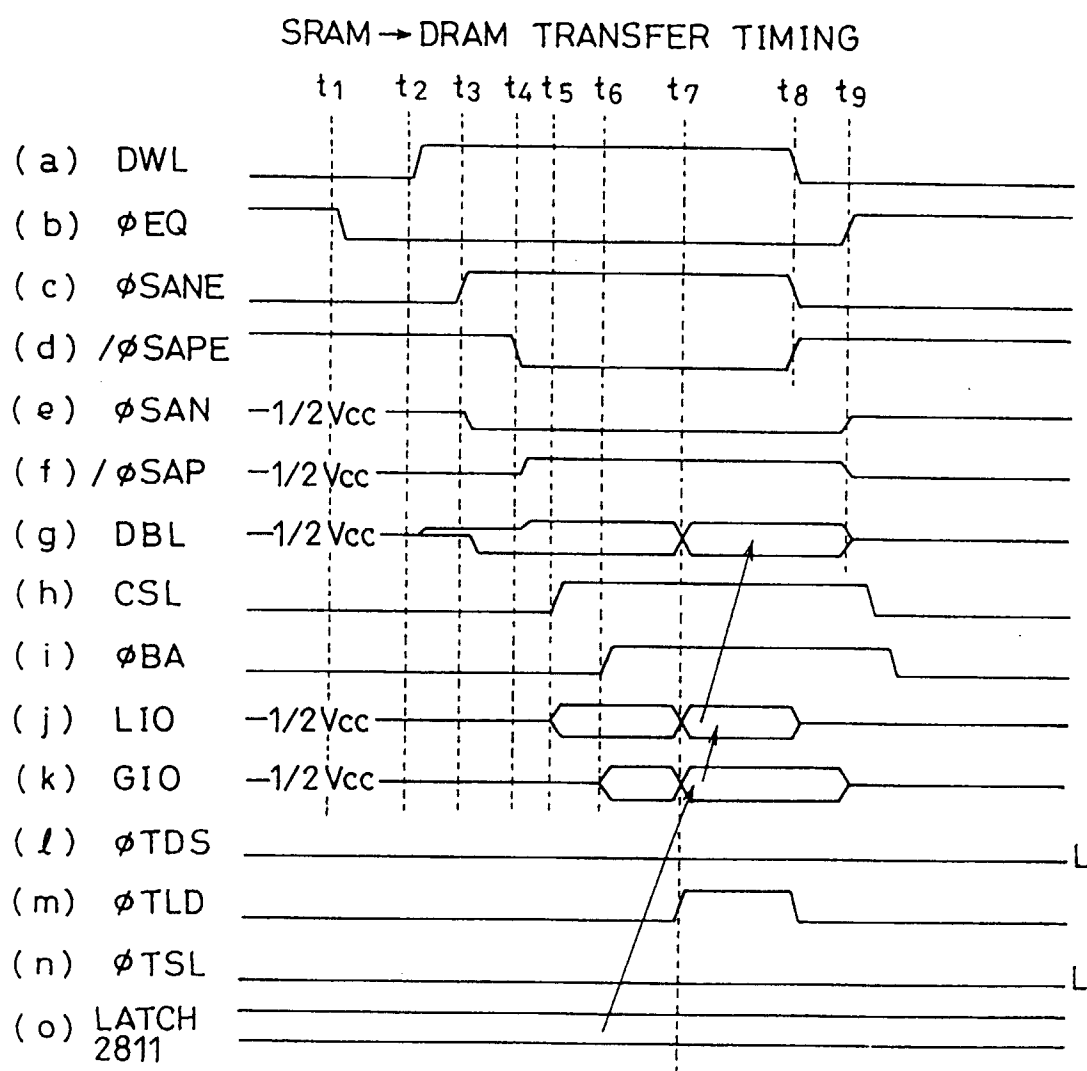 SRAM→DRAM TRANSFER TIMING
t1 t2 t3 t4 t5 t6 t7 t8 t9
(a) DWL
(b) φEQ
(c) φSANE
(d) /φSAPE
(e) φSAN —1/2Vcc
(f) /φSAP —1/2Vcc
(g) DBL —1/2Vcc
(h) CSL
(i) φBA
(j) LIO —1/2Vcc
(k) GIO —1/2Vcc
(l) φTDS L
(m) φTLD
(n) φTSL L
(o) LATCH
2811